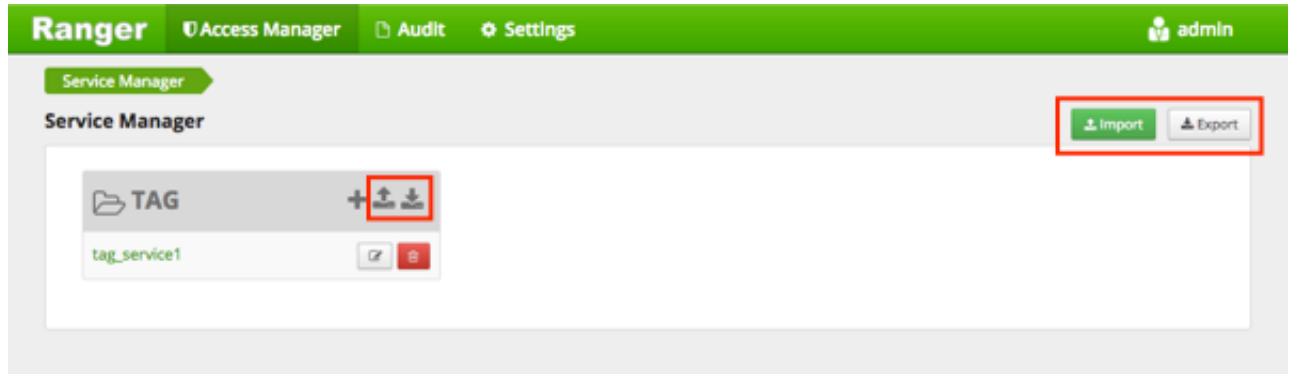 Ranger Access Manager Audit Settings admin
Service Manager
Service Manager
Import Export
TAG
tag_service1